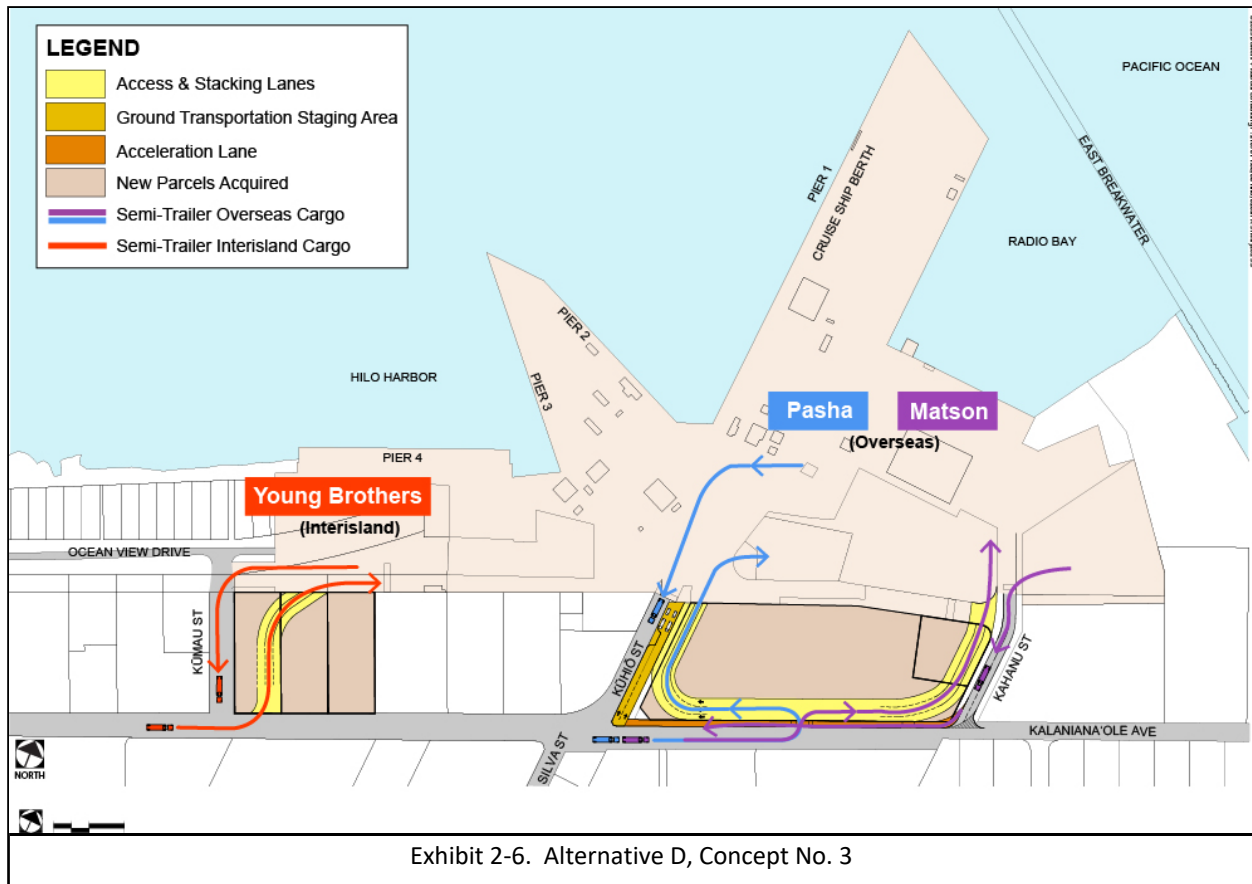 LEGEND
Access & Stacking Lanes
Ground Transportation Staging Area
Acceleration Lane
New Parcels Acquired
Semi-Trailer Overseas Cargo
Semi-Trailer Interisland Cargo
PACIFIC OCEAN
EAST BREAKWATER
RADIO BAY
PIER 1
CRUISE SHIP BERTH
PIER 2
PIER 3
HILO HARBOR
PIER 4
Pasha
Matson
(Overseas)
Young Brothers
(Interisland)
OCEAN VIEW DRIVE
KŪMAU ST
KŪHIŌ ST
KAHANU ST
SILVA ST
KALANIANA'OLE AVE
NORTH
Exhibit 2-6. Alternative D, Concept No. 3